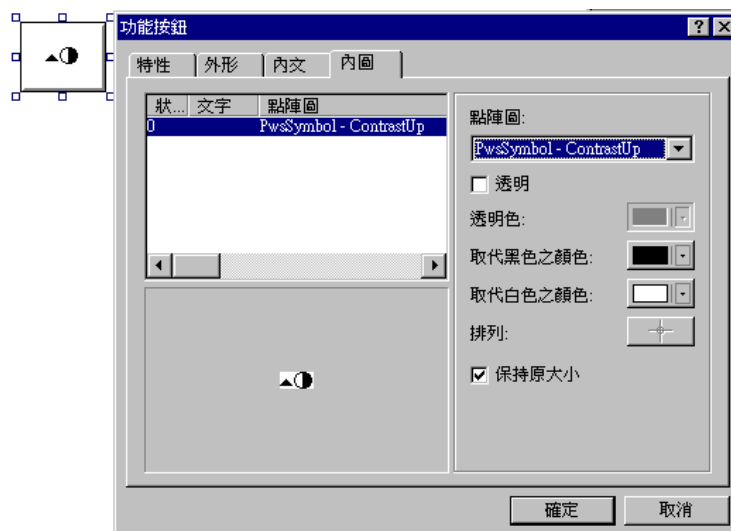 功能按鈕
特性 外形 內文 內圖
狀... 文字 點陣圖
0 PwsSymbol - ContrastUp
點陣圖:
PwsSymbol - ContrastUp
透明
透明色:
取代黑色之顏色:
取代白色之顏色:
排列:
保持原大小
確定 取消